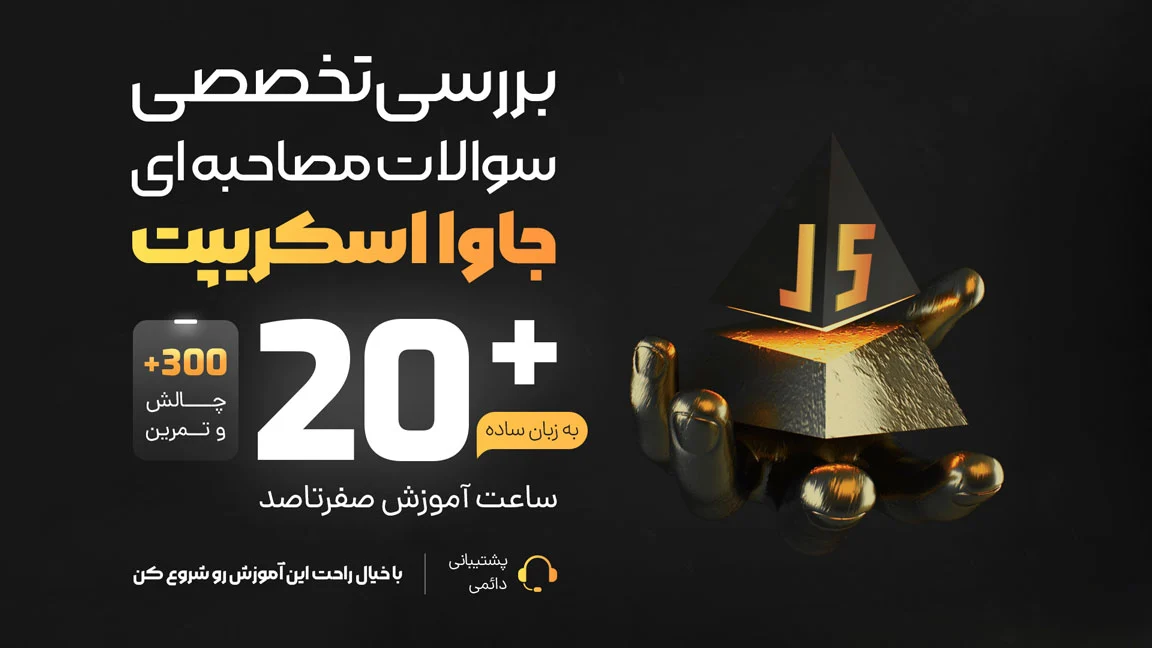 بررسی تخصصی
سوالات مصاحبه ای
جاوا اسکریپت
JS
20+
به زبان ساده
300+
چالش
و تمرین
ساعت آموزش صفرتاصد
پشتیبانی
دائمی
با خیال راحت این آموزش رو شروع کن